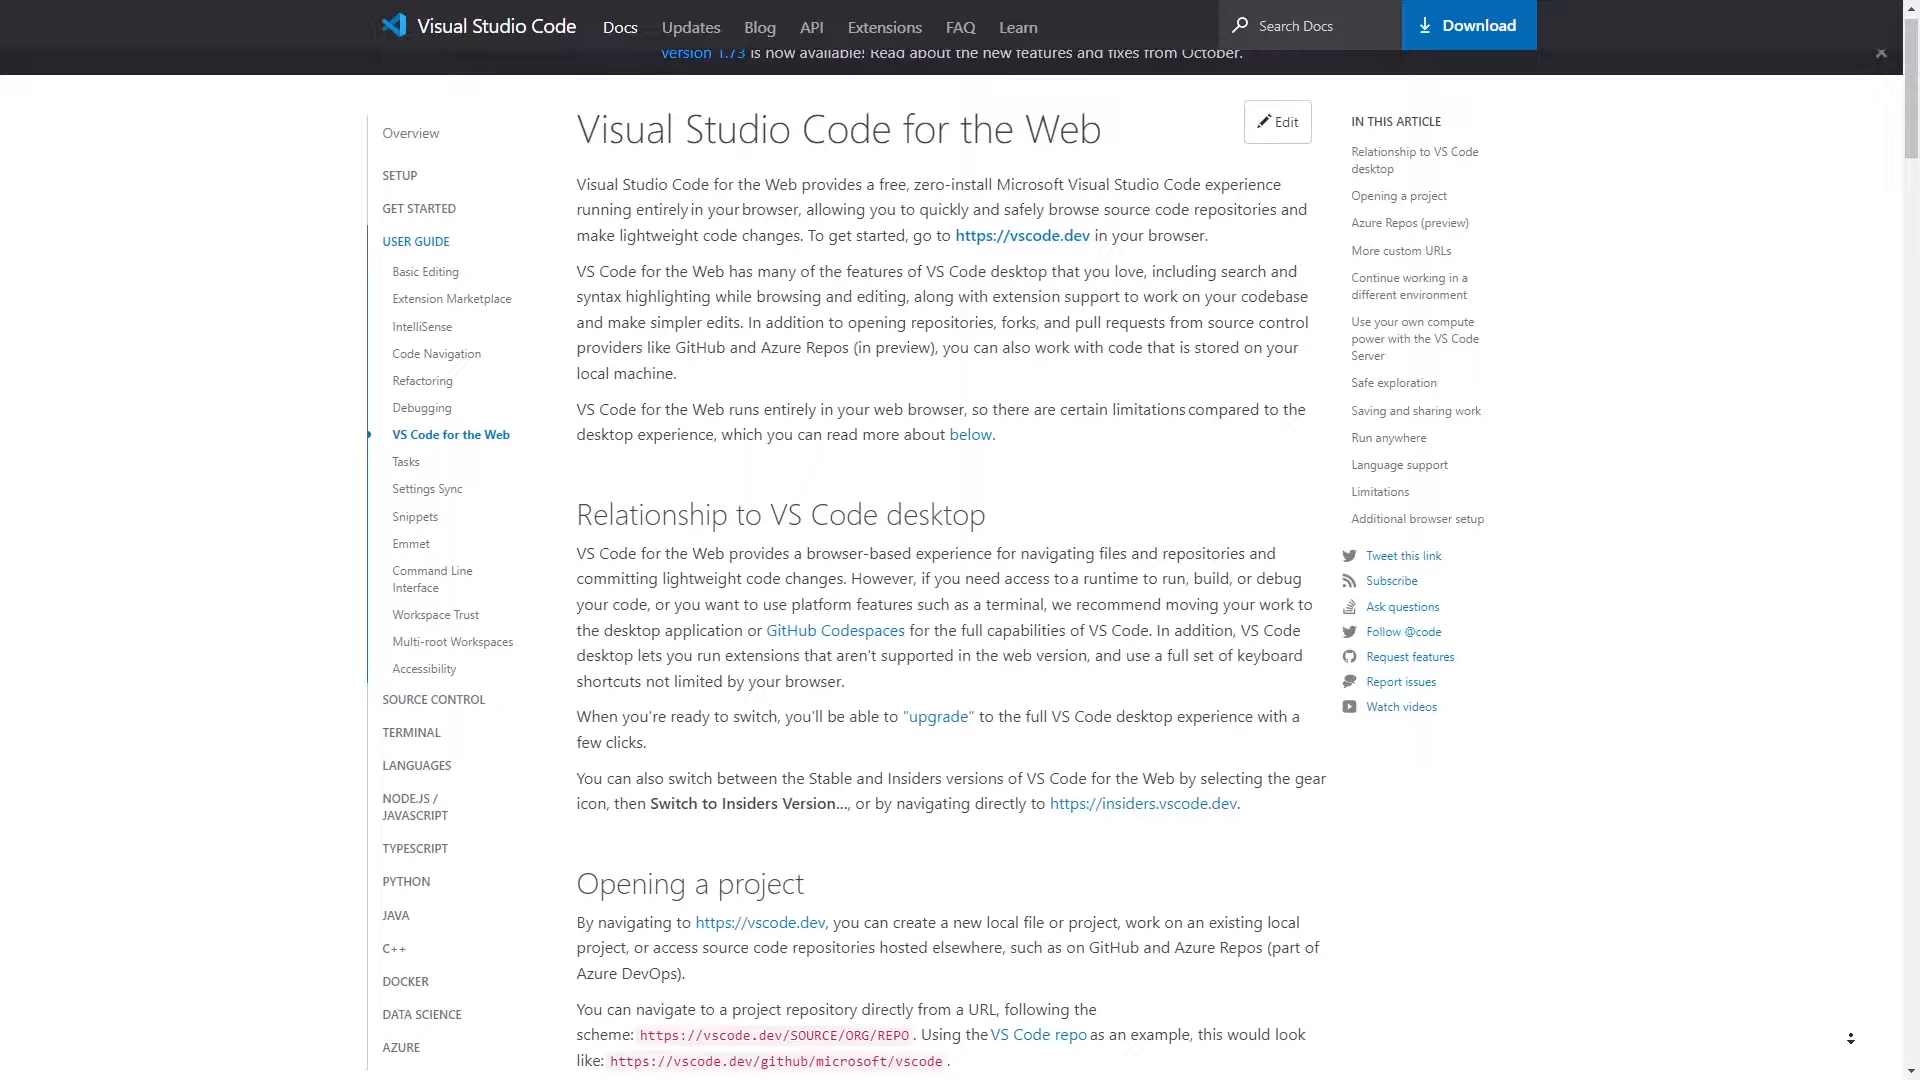 Visual Studio Code
Docs
Updates
Blog
API
Extensions
FAQ
Learn
Search Docs
Download
Version 1.73 is now available! Read about the new features and fixes from October.
Overview
SETUP
GET STARTED
USER GUIDE
Basic Editing
Extension Marketplace
IntelliSense
Code Navigation
Refactoring
Debugging
VS Code for the Web
Tasks
Settings Sync
Snippets
Emmet
Command Line
Interface
Workspace Trust
Multi-root Workspaces
Accessibility
SOURCE CONTROL
TERMINAL
LANGUAGES
NODE.JS /
JAVASCRIPT
TYPESCRIPT
PYTHON
JAVA
C++
DOCKER
DATA SCIENCE
AZURE
Visual Studio Code for the Web
Edit
Visual Studio Code for the Web provides a free, zero-install Microsoft Visual Studio Code experience
running entirely in your browser, allowing you to quickly and safely browse source code repositories and
make lightweight code changes. To get started, go to https://vscode.dev in your browser.
VS Code for the Web has many of the features of VS Code desktop that you love, including search and
syntax highlighting while browsing and editing, along with extension support to work on your codebase
and make simpler edits. In addition to opening repositories, forks, and pull requests from source control
providers like GitHub and Azure Repos (in preview), you can also work with code that is stored on your
local machine.
VS Code for the Web runs entirely in your web browser, so there are certain limitations compared to the
desktop experience, which you can read more about below.
Relationship to VS Code desktop
VS Code for the Web provides a browser-based experience for navigating files and repositories and
committing lightweight code changes. However, if you need access to a runtime to run, build, or debug
your code, or you want to use platform features such as a terminal, we recommend moving your work to
the desktop application or GitHub Codespaces for the full capabilities of VS Code. In addition, VS Code
desktop lets you run extensions that aren't supported in the web version, and use a full set of keyboard
shortcuts not limited by your browser.
When you're ready to switch, you'll be able to "upgrade" to the full VS Code desktop experience with a
few clicks.
You can also switch between the Stable and Insiders versions of VS Code for the Web by selecting the gear
icon, then Switch to Insiders Version..., or by navigating directly to https://insiders.vscode.dev.
Opening a project
By navigating to https://vscode.dev, you can create a new local file or project, work on an existing local
project, or access source code repositories hosted elsewhere, such as on GitHub and Azure Repos (part of
Azure DevOps).
You can navigate to a project repository directly from a URL, following the
scheme: https://vscode.dev/SOURCE/ORG/REPO. Using the VS Code repo as an example, this would look
like: https://vscode.dev/github/microsoft/vscode.
IN THIS ARTICLE
Relationship to VS Code
desktop
Opening a project
Azure Repos (preview)
More custom URLs
Continue working in a
different environment
Use your own compute
power with the VS Code
Server
Safe exploration
Saving and sharing work
Run anywhere
Language support
Limitations
Additional browser setup
Tweet this link
Subscribe
Ask questions
Follow @code
Request features
Report issues
Watch videos